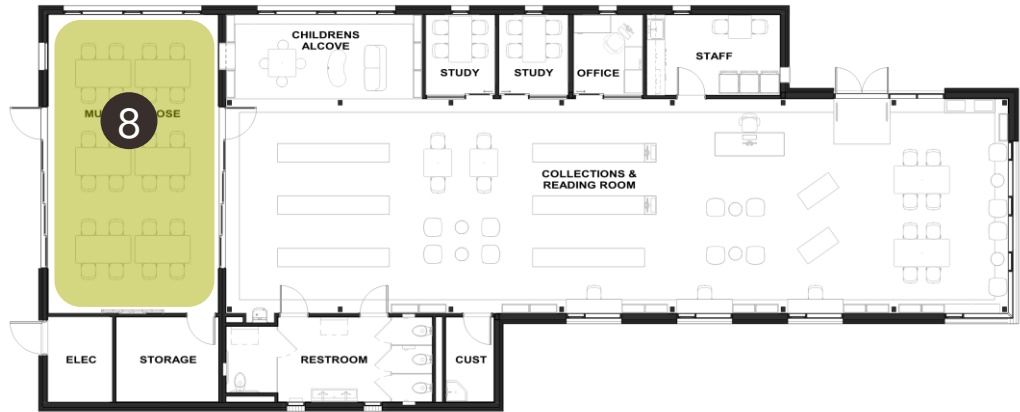 CHILDRENS
ALCOVE
STUDY
STUDY
OFFICE
STAFF
8
COLLECTIONS &
READING ROOM
ELEC
STORAGE
RESTROOM
CUST